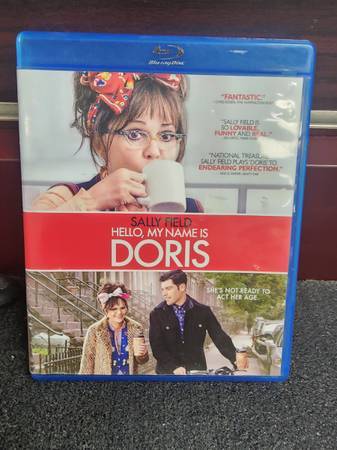 Blu-ray Disc
"FANTASTIC."
"SALLY FIELD IS
SO LOVABLE,
FUNNY AND REAL."
"NATIONAL TREASURE
SALLY FIELD PLAYS 'DORIS' TO
ENDEARING PERFECTION."
SALLY FIELD
HELLO, MY NAME IS
DORIS
SHE'S NOT READY TO
ACT HER AGE.